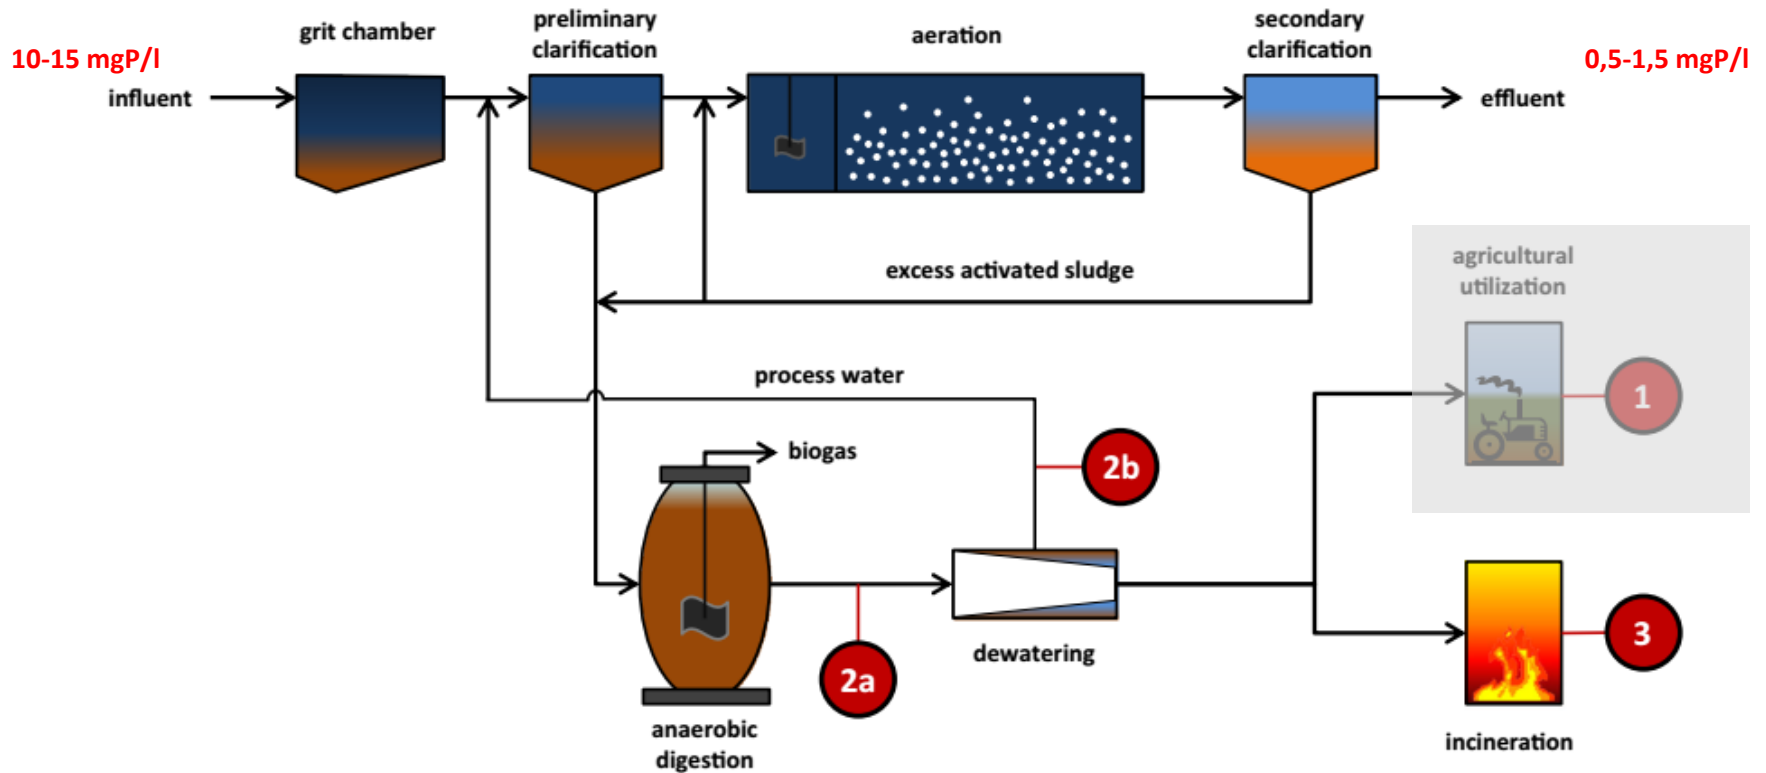 10-15 mgP/l
influent
grit chamber
preliminary
clarification
aeration
secondary
clarification
0,5-1,5 mgP/l
effluent
excess activated sludge
agricultural
utilization
1
process water
biogas
2b
2a
dewatering
anaerobic
digestion
3
incineration